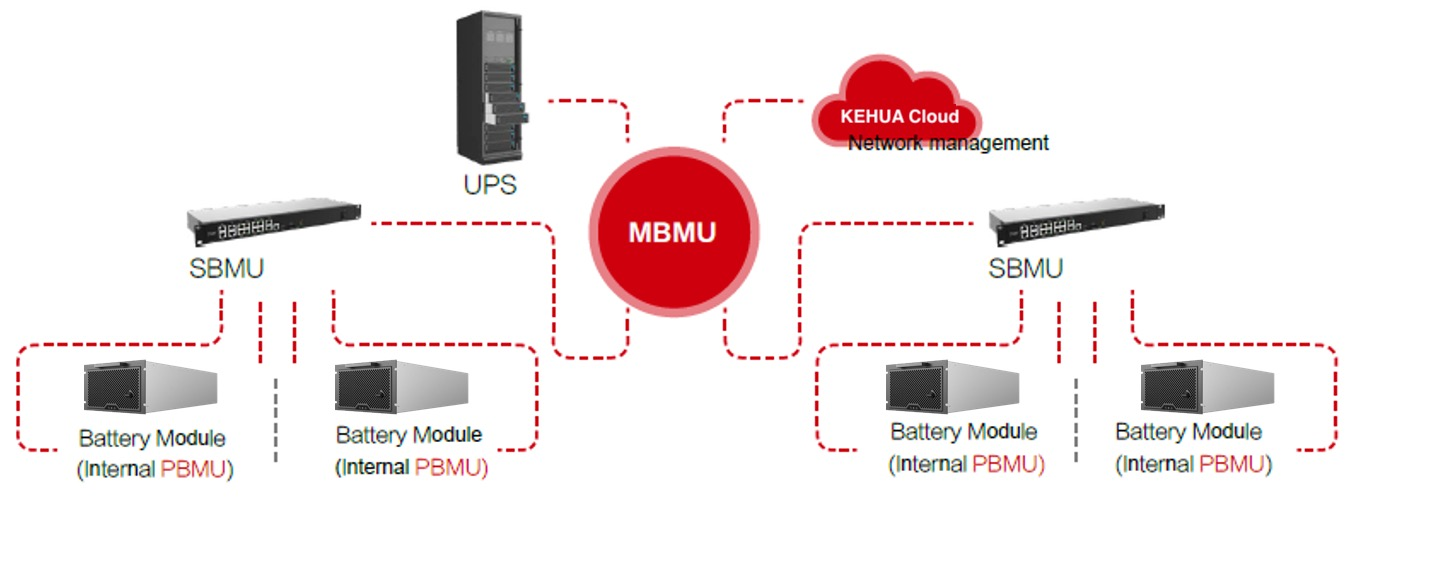 KEHUA Cloud
Network management
UPS
MBMU
SBMU
SBMU
Battery Module
(Internal PBMU)
Battery Module
(Internal PBMU)
Battery Module
(Internal PBMU)
Battery Module
(Internal PBMU)